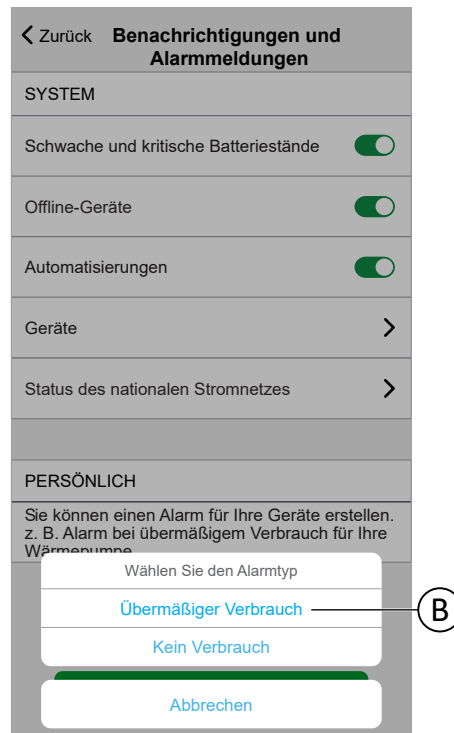 Zurück Benachrichtigungen und
Alarmmeldungen
SYSTEM
Schwache und kritische Batteriestände
Offline-Geräte
Automatisierungen
Geräte
Status des nationalen Stromnetzes
PERSÖNLICH
Sie können einen Alarm für Ihre Geräte erstellen.
z. B. Alarm bei übermäßigem Verbrauch für Ihre
Wärmepumpe
Wählen Sie den Alarmtyp
Übermäßiger Verbrauch
B
Kein Verbrauch
Abbrechen